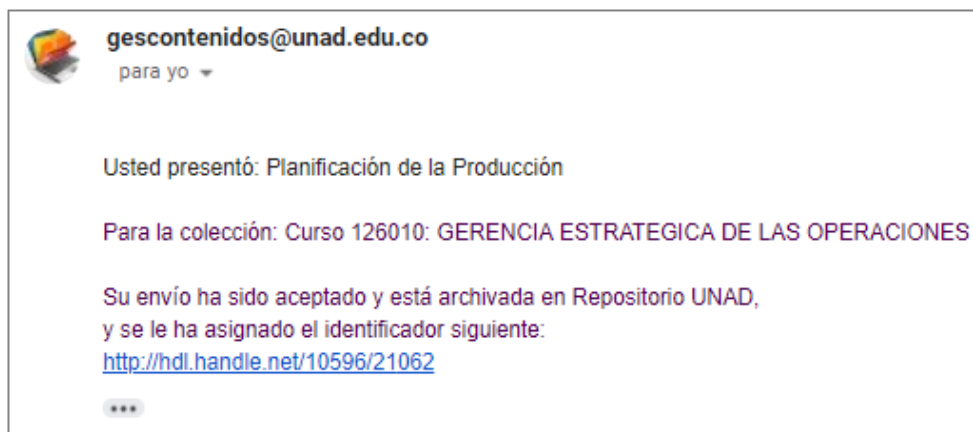 gescontenidos@unad.edu.co
para yo
Usted presentó: Planificación de la Producción
Para la colección: Curso 126010: GERENCIA ESTRATEGICA DE LAS OPERACIONES
Su envío ha sido aceptado y está archivada en Repositorio UNAD,
y se le ha asignado el identificador siguiente:
http://hdl.handle.net/10596/21062